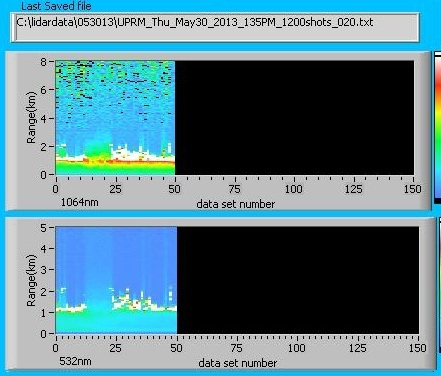 Last Saved file
C:\lidardata\053013\UPRM_Thu_May30_2013_135PM_1200shots_020.txt
8
6
4
2
0
Range(km)
0 25 50 75 100 125 150
1064nm data set number
5
4
3
2
1
0
Range(km)
0 25 50 75 100 125 150
532nm data set number